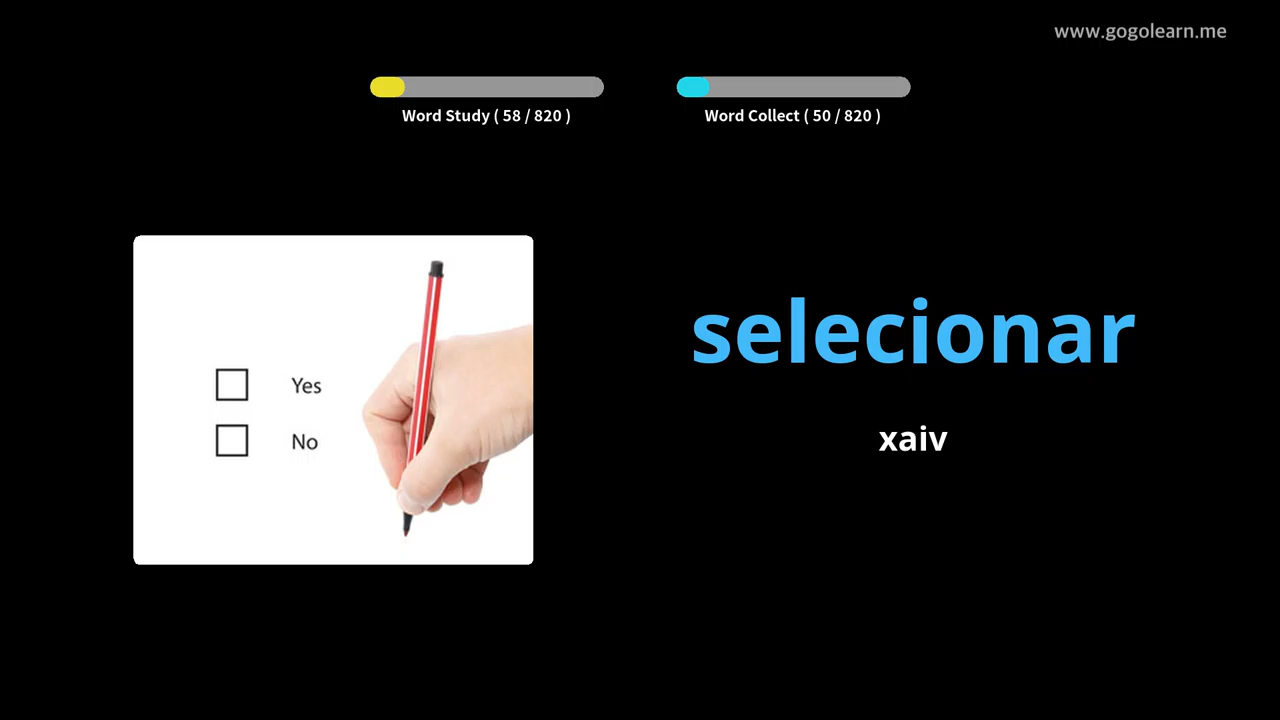 www.gogolearn.me
Word Study ( 58 / 820 )
Word Collect ( 50 / 820 )
Yes
No
selecionar
xaiv